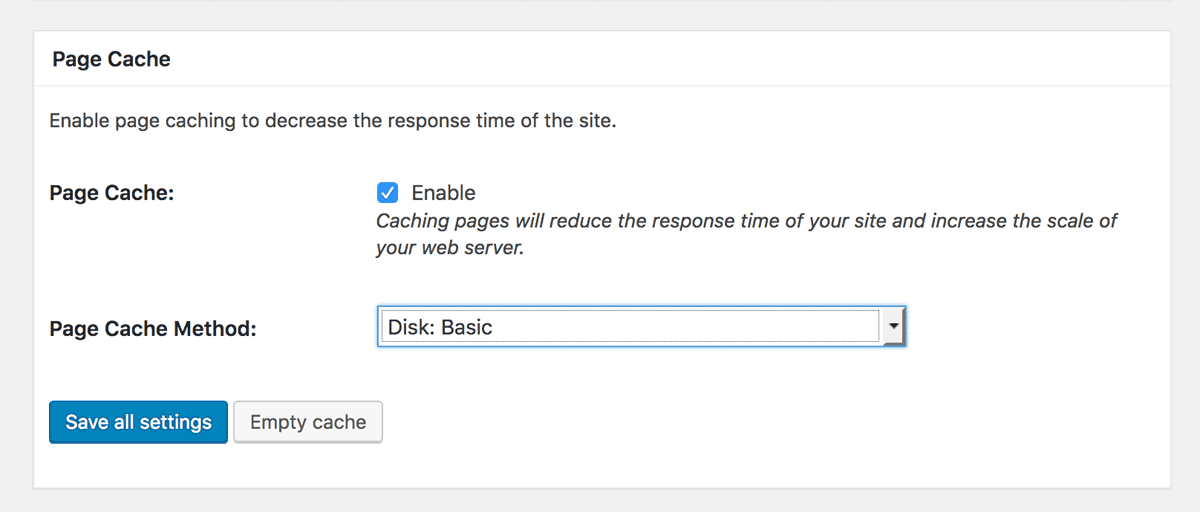 Page Cache
Enable page caching to decrease the response time of the site.
Page Cache:
Enable
Caching pages will reduce the response time of your site and increase the scale of
your web server.
Page Cache Method:
Disk: Basic
Save all settings
Empty cache